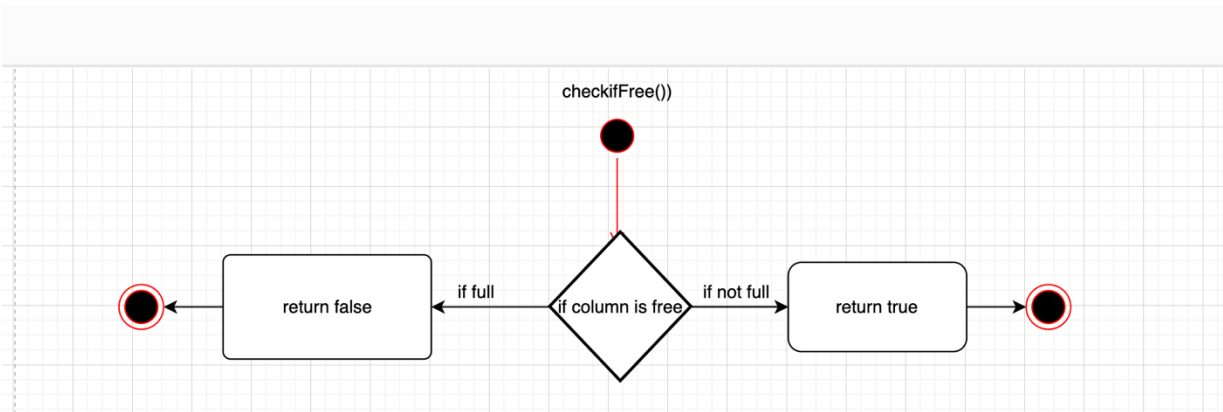 checkifFree())
return false
if full
if column is free
if not full
return true